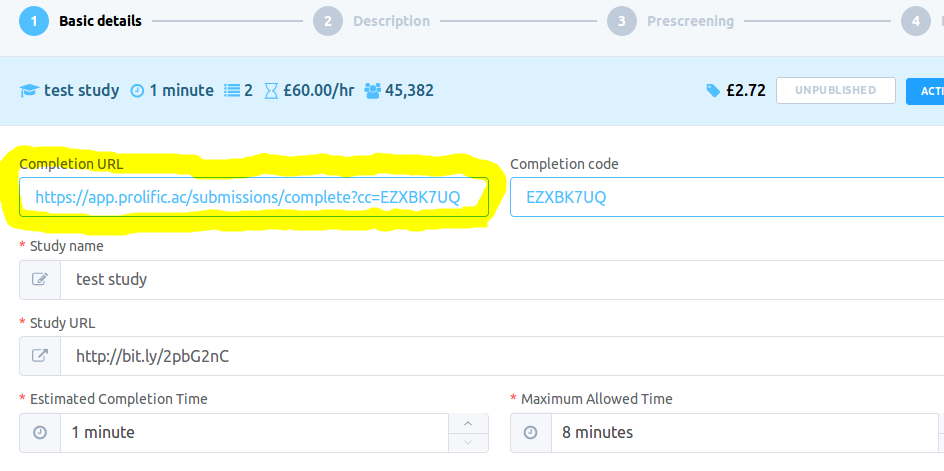 1 Basic details 2 Description 3 Prescreening 4
test study 1 minute 2 £60.00/hr 45,382 £2.72 UNPUBLISHED ACTI
Completion URL Completion code
https://app.prolific.ac/submissions/complete?cc=EZXBK7UQ EZXBK7UQ
* Study name
test study
* Study URL
http://bit.ly/2pbG2nC
* Estimated Completion Time * Maximum Allowed Time
1 minute 8 minutes